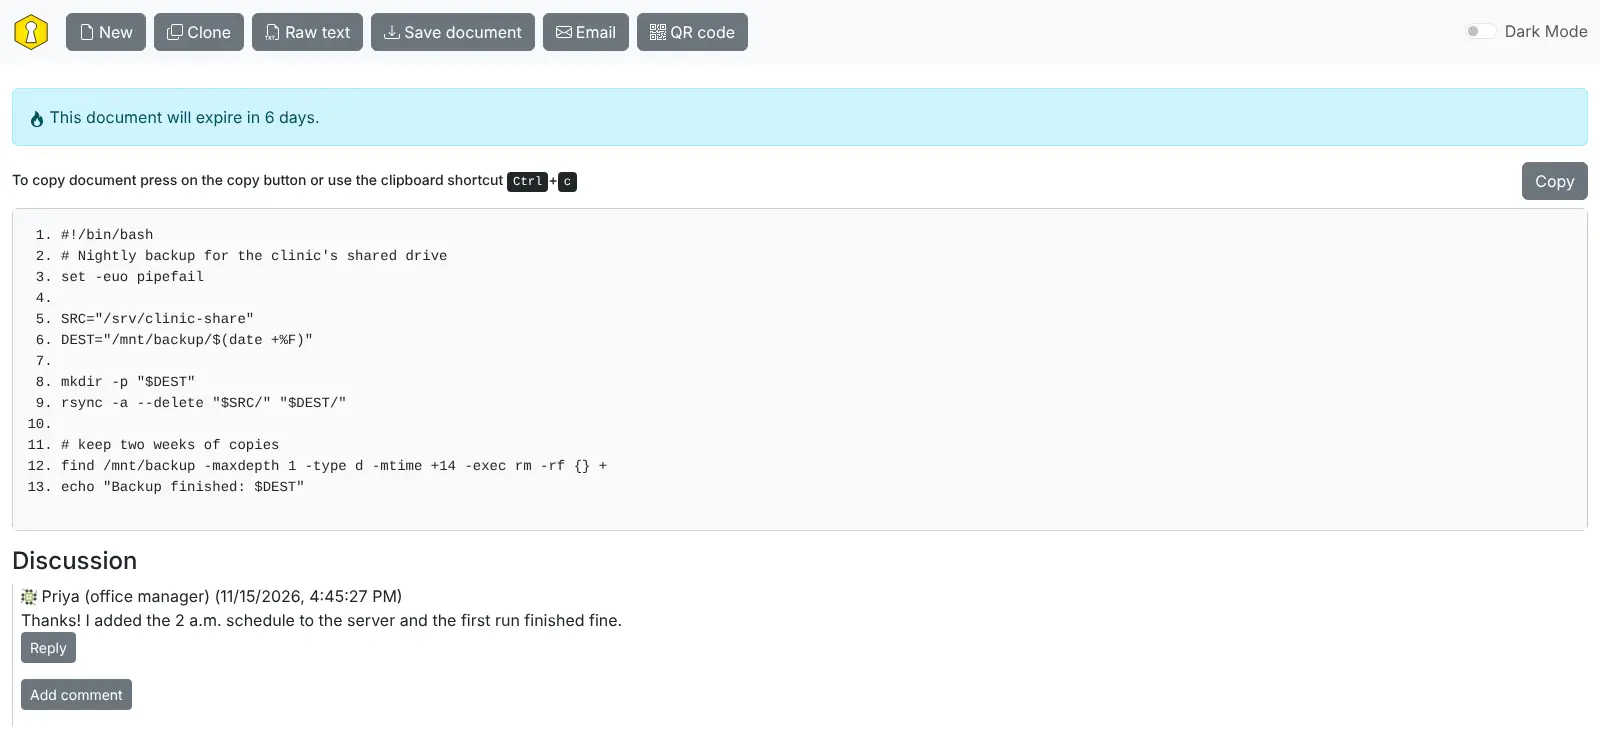 New Clone Raw text Save document Email QR code Dark Mode
This document will expire in 6 days.
To copy document press on the copy button or use the clipboard shortcut Ctrl+c Copy
1. #!/bin/bash
2. # Nightly backup for the clinic's shared drive
3. set -euo pipefail
4.
5. SRC="/srv/clinic-share"
6. DEST="/mnt/backup/$(date +%F)"
7.
8. mkdir -p "$DEST"
9. rsync -a --delete "$SRC/" "$DEST/"
10.
11. # keep two weeks of copies
12. find /mnt/backup -maxdepth 1 -type d -mtime +14 -exec rm -rf {} +
13. echo "Backup finished: $DEST"
Discussion
Priya (office manager) (11/15/2026, 4:45:27 PM)
Thanks! I added the 2 a.m. schedule to the server and the first run finished fine.
Reply
Add comment